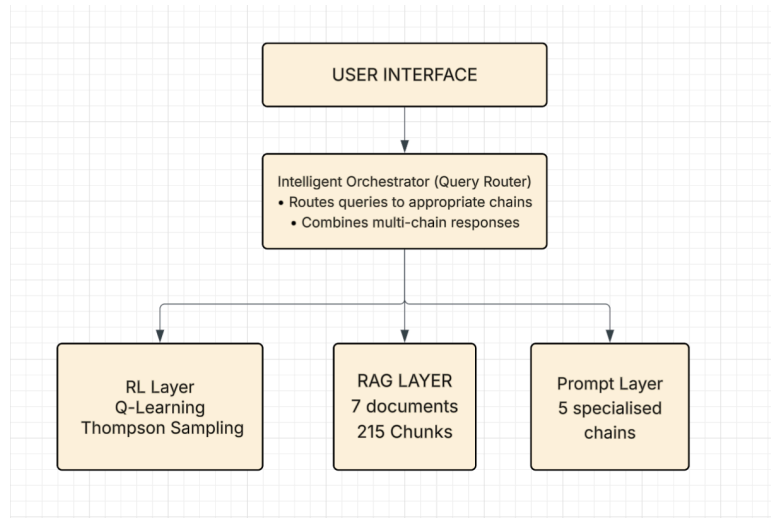 USER INTERFACE
Intelligent Orchestrator (Query Router)
• Routes queries to appropriate chains
• Combines multi-chain responses
RL Layer
Q-Learning
Thompson Sampling
RAG LAYER
7 documents
215 Chunks
Prompt Layer
5 specialised
chains